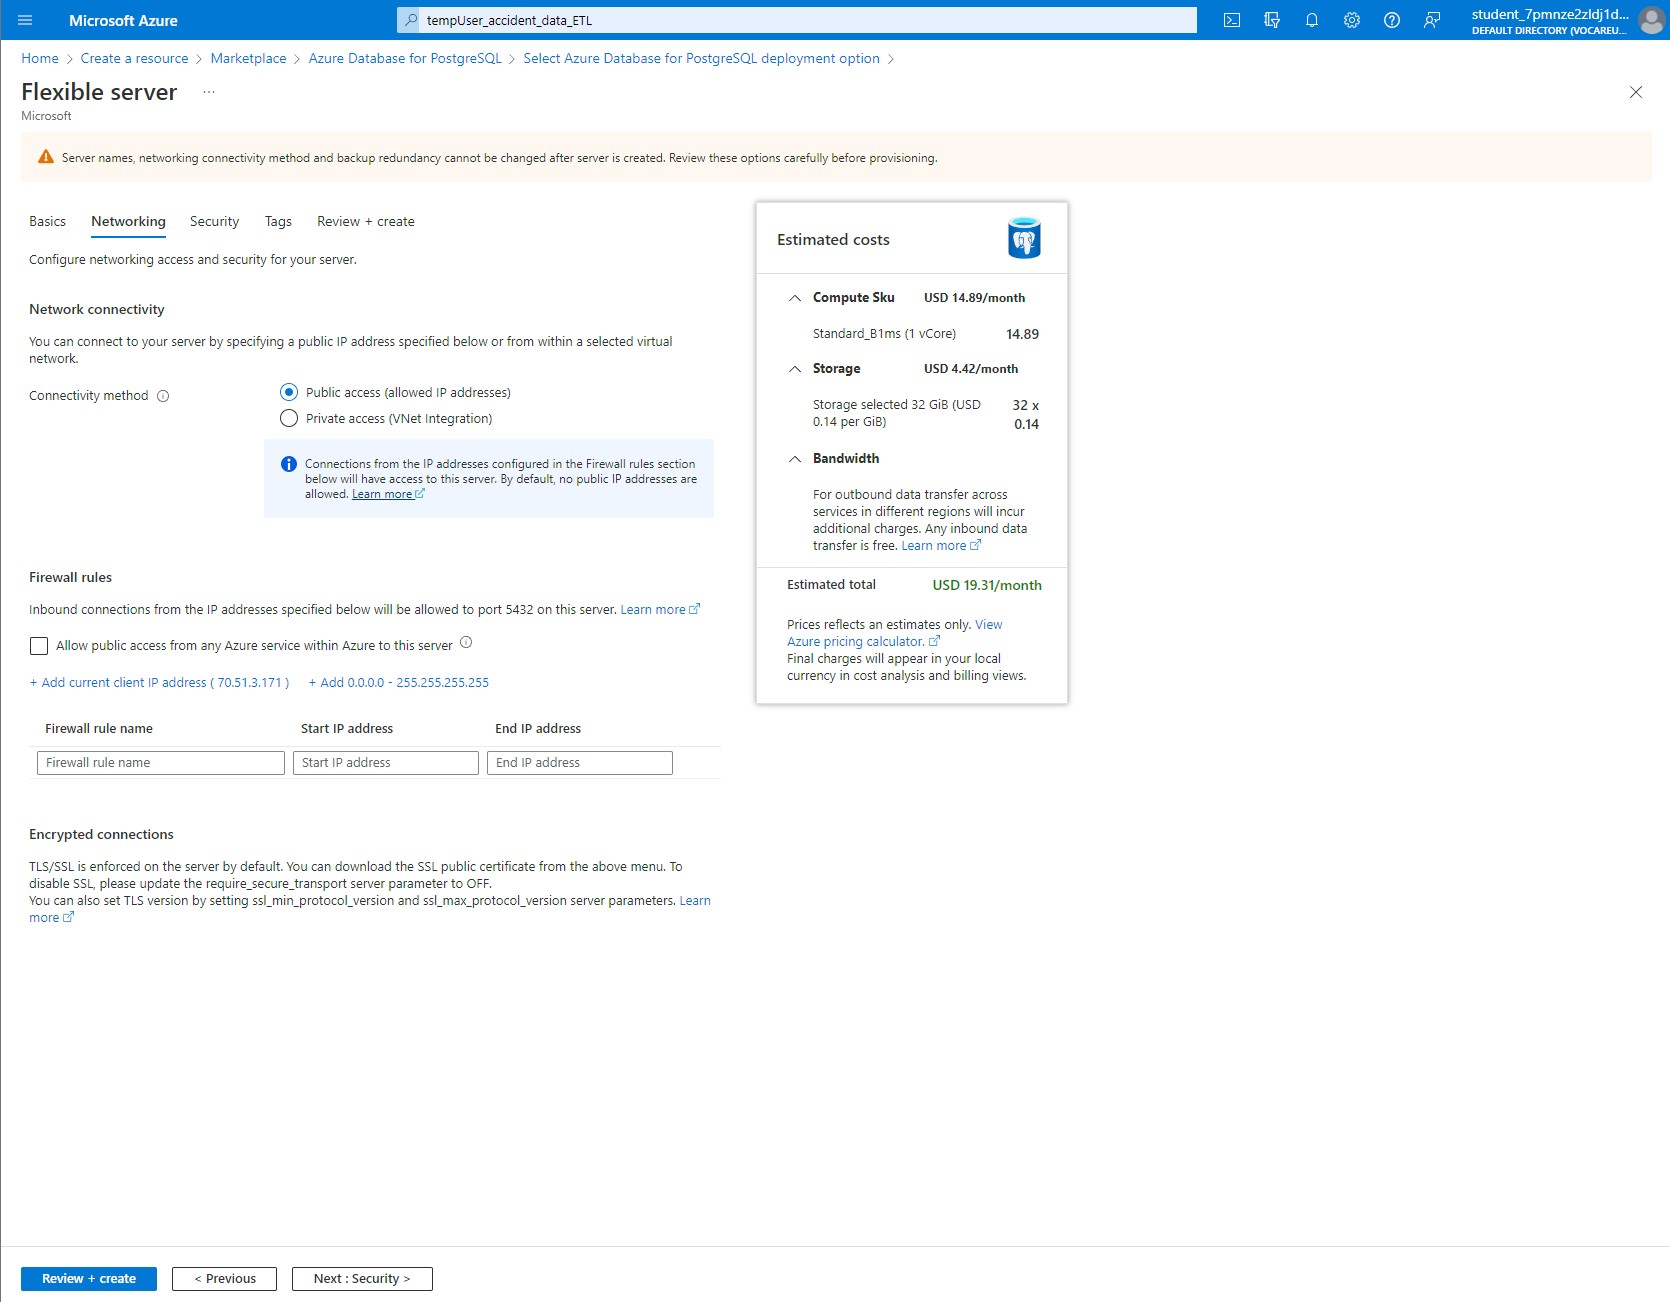 Microsoft Azure
tempUser_accident_data_ETL
student_7pmnze2zldj1d...
DEFAULT DIRECTORY (VOCAREU...
Home > Create a resource > Marketplace > Azure Database for PostgreSQL > Select Azure Database for PostgreSQL deployment option >
Flexible server ...
Microsoft
Server names, networking connectivity method and backup redundancy cannot be changed after server is created. Review these options carefully before provisioning.
Basics Networking Security Tags Review + create
Configure networking access and security for your server.
Network connectivity
You can connect to your server by specifying a public IP address specified below or from within a selected virtual
network.
Connectivity method
Public access (allowed IP addresses)
Private access (VNet Integration)
Connections from the IP addresses configured in the Firewall rules section
below will have access to this server. By default, no public IP addresses are
allowed. Learn more
Firewall rules
Inbound connections from the IP addresses specified below will be allowed to port 5432 on this server. Learn more
Allow public access from any Azure service within Azure to this server
+ Add current client IP address ( 70.51.3.171 ) + Add 0.0.0.0 - 255.255.255.255
Firewall rule name Start IP address End IP address
Firewall rule name Start IP address End IP address
Encrypted connections
TLS/SSL is enforced on the server by default. You can download the SSL public certificate from the above menu. To
disable SSL, please update the require_secure_transport server parameter to OFF.
You can also set TLS version by setting ssl_min_protocol_version and ssl_max_protocol_version server parameters. Learn
more
Estimated costs
Compute Sku USD 14.89/month
Standard_B1ms (1 vCore) 14.89
Storage USD 4.42/month
Storage selected 32 GiB (USD 32 x
0.14 per GiB) 0.14
Bandwidth
For outbound data transfer across
services in different regions will incur
additional charges. Any inbound data
transfer is free. Learn more
Estimated total USD 19.31/month
Prices reflects an estimates only. View
Azure pricing calculator.
Final charges will appear in your local
currency in cost analysis and billing views.
Review + create < Previous Next : Security >